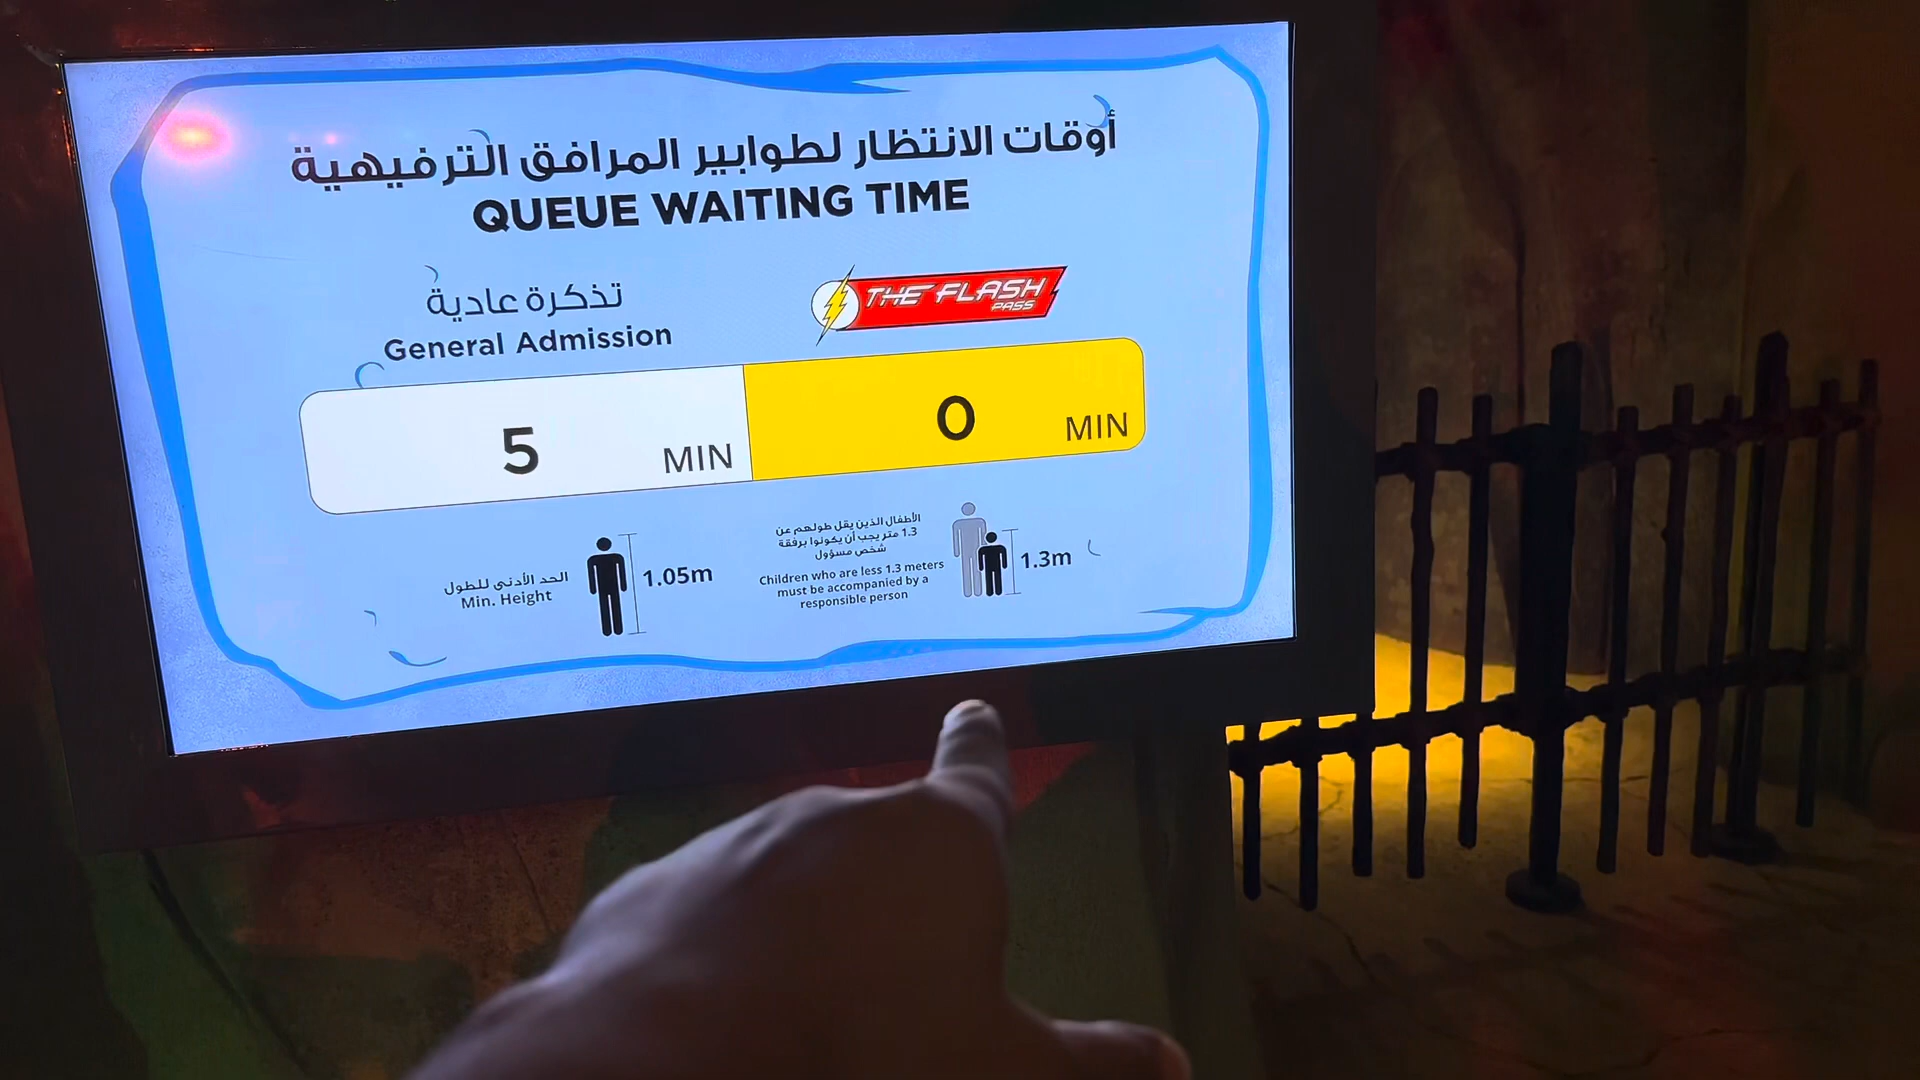 أوقات الانتظار لطوابير المرافق الترفيهية
QUEUE WAITING TIME
تذكرة عادية
General Admission
THE FLASH
PASS
5 MIN
0 MIN
الحد الأدنى للطول
Min. Height
1.05m
الأطفال الذين يقل طولهم عن
1.3 متر يجب أن يكونوا برفقة
شخص مسؤول
Children who are less 1.3 meters
must be accompanied by a
responsible person
1.3m